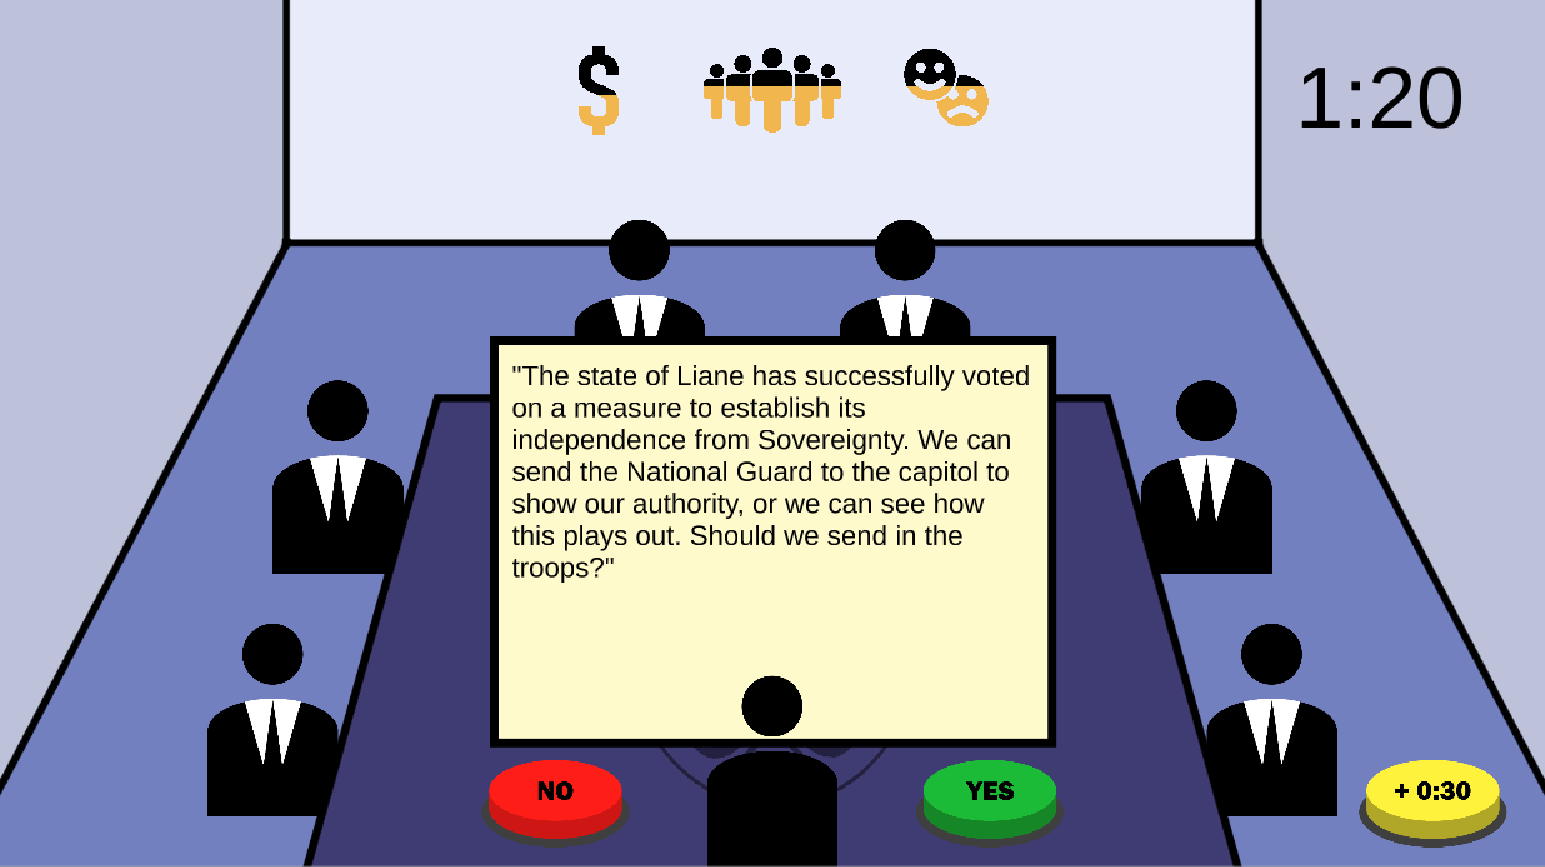 $
1:20
"The state of Liane has successfully voted
on a measure to establish its
independence from Sovereignty. We can
send the National Guard to the capitol to
show our authority, or we can see how
this plays out. Should we send in the
troops?"
NO
YES
+ 0:30